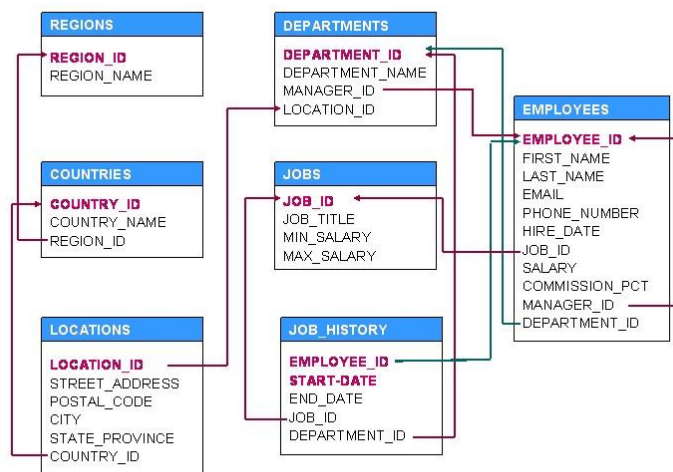 REGIONS
REGION_ID
REGION_NAME
DEPARTMENTS
DEPARTMENT_ID
DEPARTMENT_NAME
MANAGER_ID
LOCATION_ID
EMPLOYEES
EMPLOYEE_ID
FIRST_NAME
LAST_NAME
EMAIL
PHONE_NUMBER
HIRE_DATE
JOB_ID
SALARY
COMMISSION_PCT
MANAGER_ID
DEPARTMENT_ID
COUNTRIES
COUNTRY_ID
COUNTRY_NAME
REGION_ID
JOBS
JOB_ID
JOB_TITLE
MIN_SALARY
MAX_SALARY
LOCATIONS
LOCATION_ID
STREET_ADDRESS
POSTAL_CODE
CITY
STATE_PROVINCE
COUNTRY_ID
JOB_HISTORY
EMPLOYEE_ID
START-DATE
END_DATE
JOB_ID
DEPARTMENT_ID